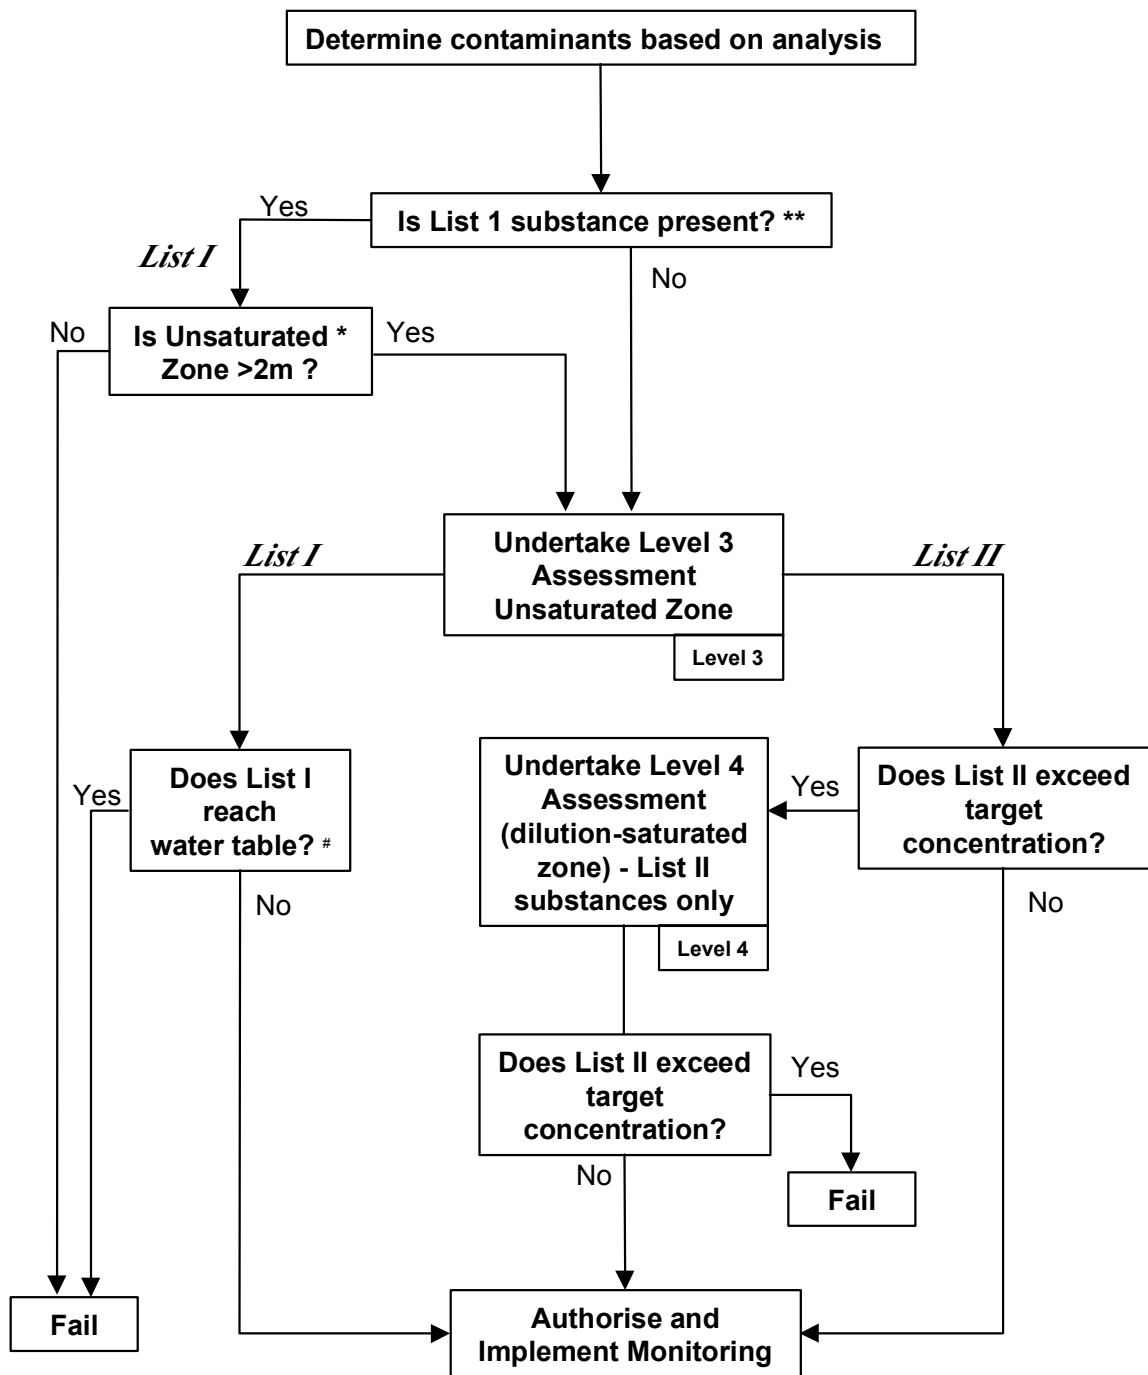 Determine contaminants based on analysis
Yes
Is List 1 substance present? **
List I
No
No
Is Unsaturated *
Zone >2m ?
Yes
List I
Undertake Level 3
Assessment
Unsaturated Zone
List II
Level 3
Yes
Does List I
reach
water table? #
No
Undertake Level 4
Assessment
(dilution-saturated
zone) - List II
substances only
Level 4
Yes
Does List II exceed
target
concentration?
No
Does List II exceed
target
concentration?
Yes
No
Fail
Fail
Authorise and
Implement Monitoring